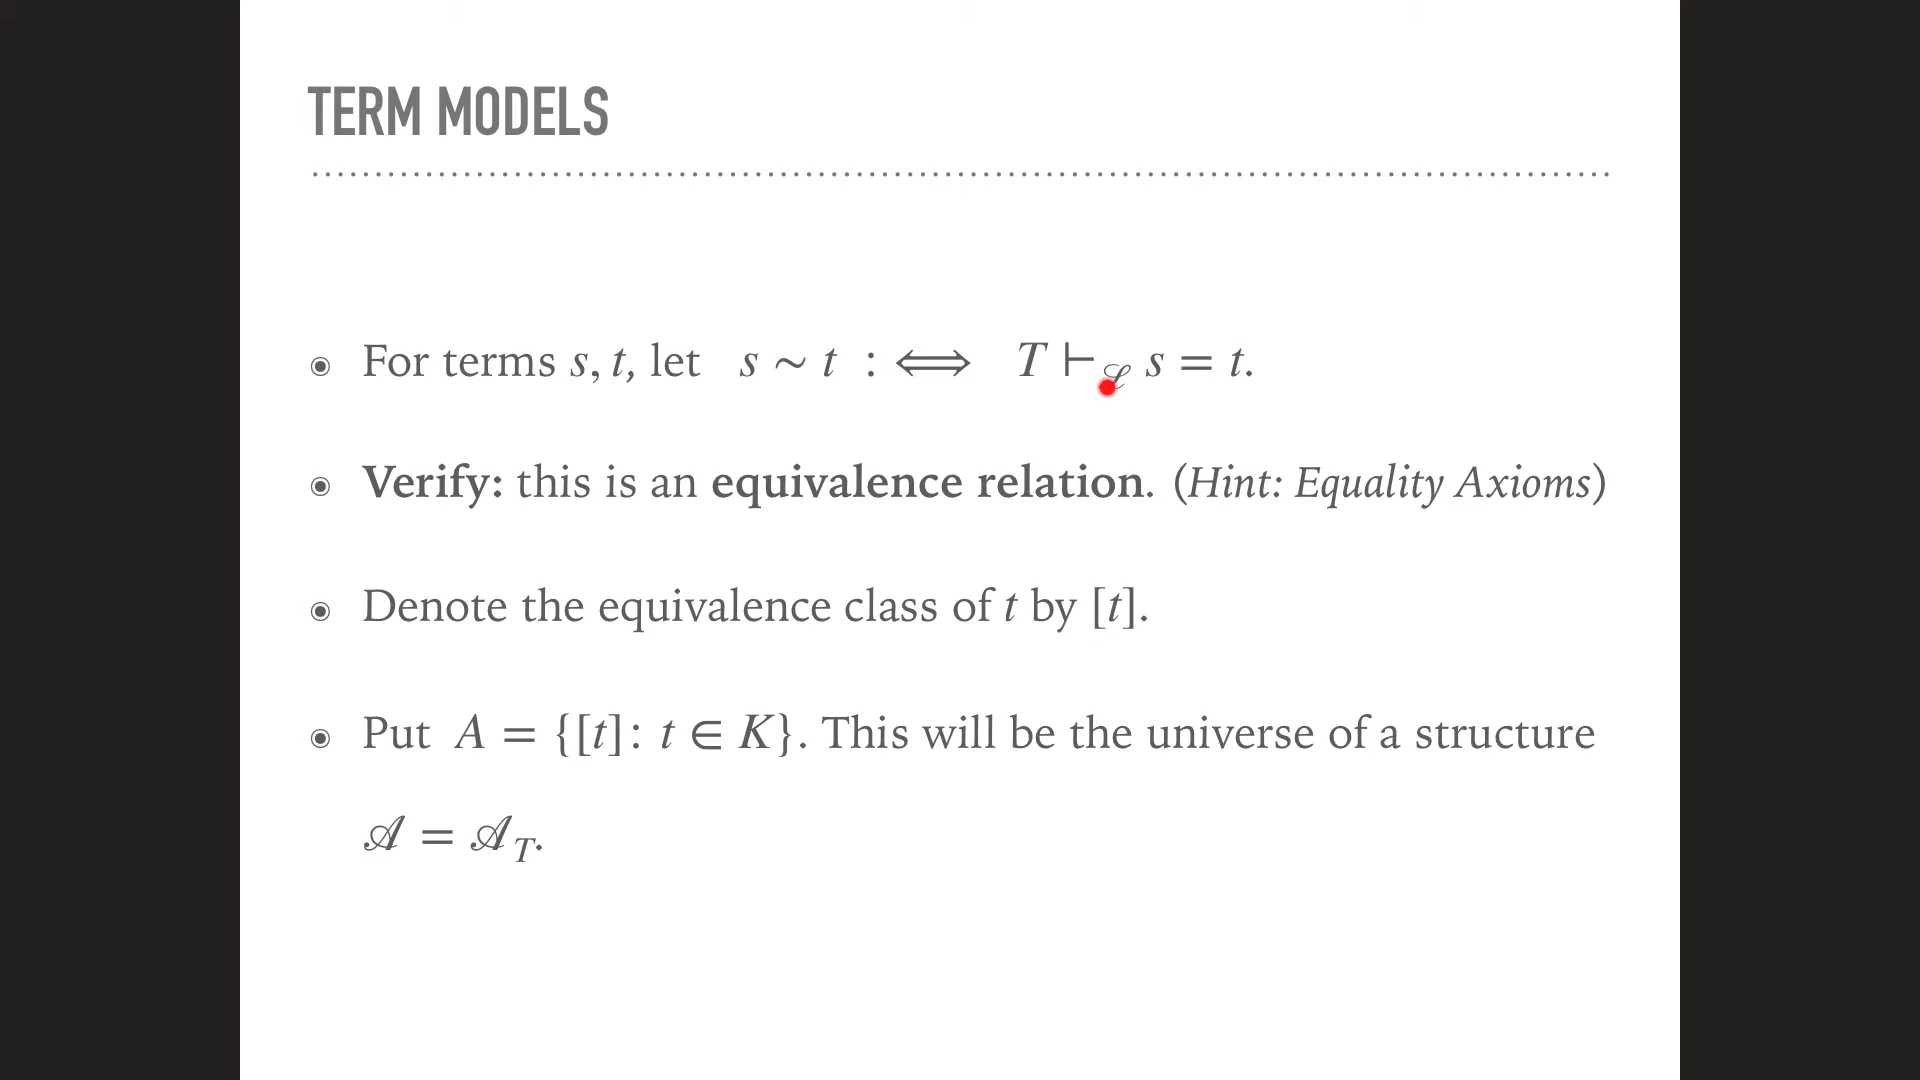 TERM MODELS
For terms s, t, let s ∼ t :⟺ T ⊢ℒ s = t.
Verify: this is an equivalence relation. (Hint: Equality Axioms)
Denote the equivalence class of t by [t].
Put A = {[t]: t ∈ K}. This will be the universe of a structure
𝒜 = 𝒜_T.